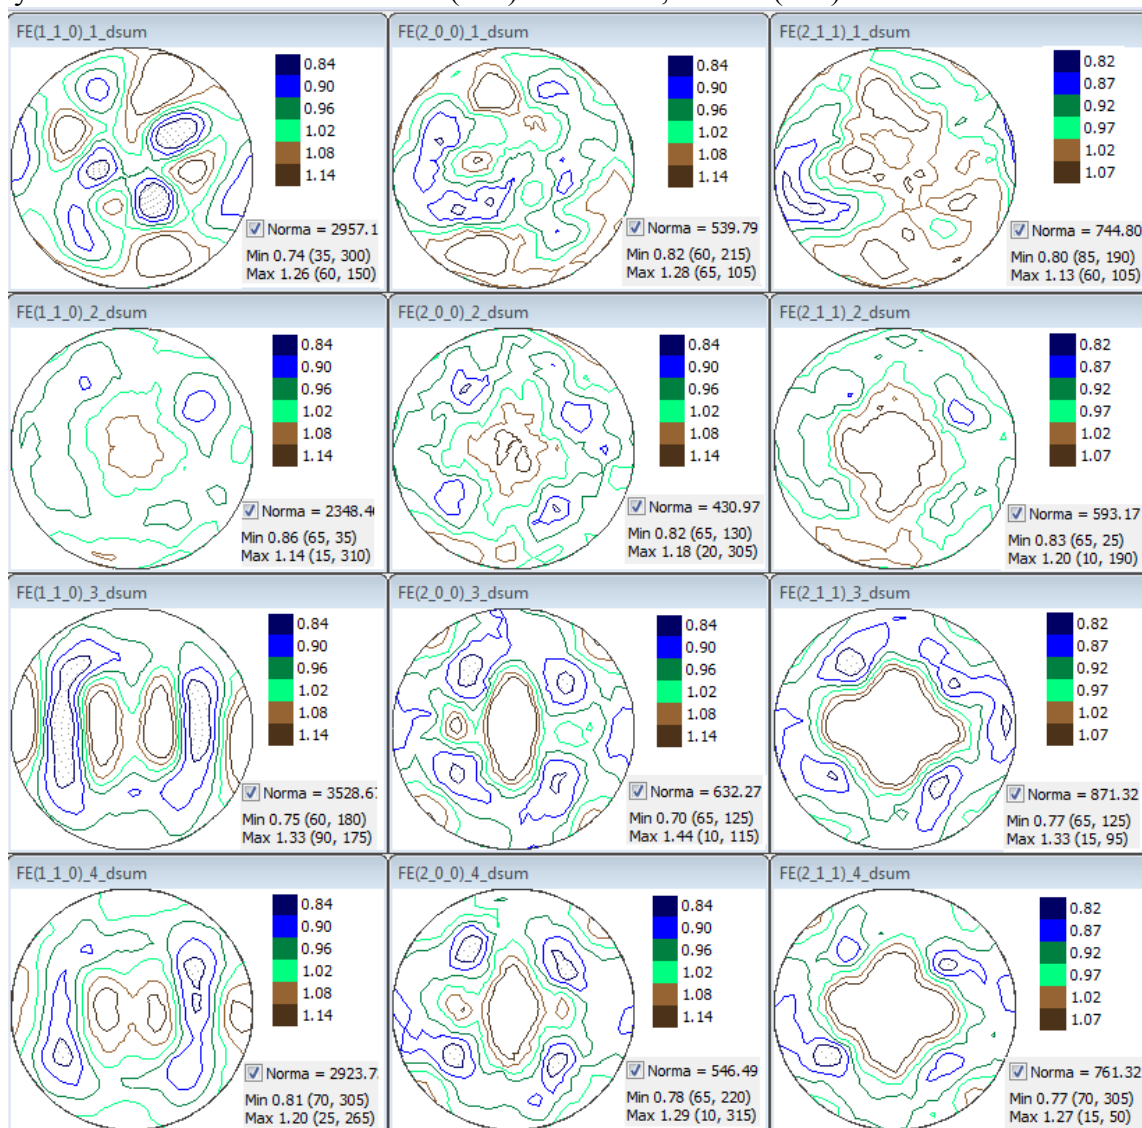 FE(1_1_0)_1_dsum
0.84
0.90
0.96
1.02
1.08
1.14
Norma = 2957.1
Min 0.74 (35, 300)
Max 1.26 (60, 150)
FE(2_0_0)_1_dsum
0.84
0.90
0.96
1.02
1.08
1.14
Norma = 539.79
Min 0.82 (60, 215)
Max 1.28 (65, 105)
FE(2_1_1)_1_dsum
0.82
0.87
0.92
0.97
1.02
1.07
Norma = 744.80
Min 0.80 (85, 190)
Max 1.13 (60, 105)
FE(1_1_0)_2_dsum
0.84
0.90
0.96
1.02
1.08
1.14
Norma = 2348.4
Min 0.86 (65, 35)
Max 1.14 (15, 310)
FE(2_0_0)_2_dsum
0.84
0.90
0.96
1.02
1.08
1.14
Norma = 430.97
Min 0.82 (65, 130)
Max 1.18 (20, 305)
FE(2_1_1)_2_dsum
0.82
0.87
0.92
0.97
1.02
1.07
Norma = 593.17
Min 0.83 (65, 25)
Max 1.20 (10, 190)
FE(1_1_0)_3_dsum
0.84
0.90
0.96
1.02
1.08
1.14
Norma = 3528.6
Min 0.75 (60, 180)
Max 1.33 (90, 175)
FE(2_0_0)_3_dsum
0.84
0.90
0.96
1.02
1.08
1.14
Norma = 632.27
Min 0.70 (65, 125)
Max 1.44 (10, 115)
FE(2_1_1)_3_dsum
0.82
0.87
0.92
0.97
1.02
1.07
Norma = 871.32
Min 0.77 (65, 125)
Max 1.33 (15, 95)
FE(1_1_0)_4_dsum
0.84
0.90
0.96
1.02
1.08
1.14
Norma = 2923.7
Min 0.81 (70, 305)
Max 1.20 (25, 265)
FE(2_0_0)_4_dsum
0.84
0.90
0.96
1.02
1.08
1.14
Norma = 546.49
Min 0.78 (65, 220)
Max 1.29 (10, 315)
FE(2_1_1)_4_dsum
0.82
0.87
0.92
0.97
1.02
1.07
Norma = 761.32
Min 0.77 (70, 305)
Max 1.27 (15, 50)